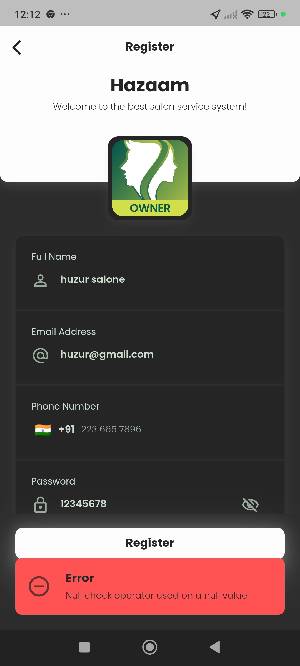 12:12
Register
Hazaam
Welcome to the best salon service system!
OWNER
Full Name
huzur salone
Email Address
huzur@gmail.com
Phone Number
+91 223 665 7896
Password
12345678
Register
Error
Null check operator used on a null value